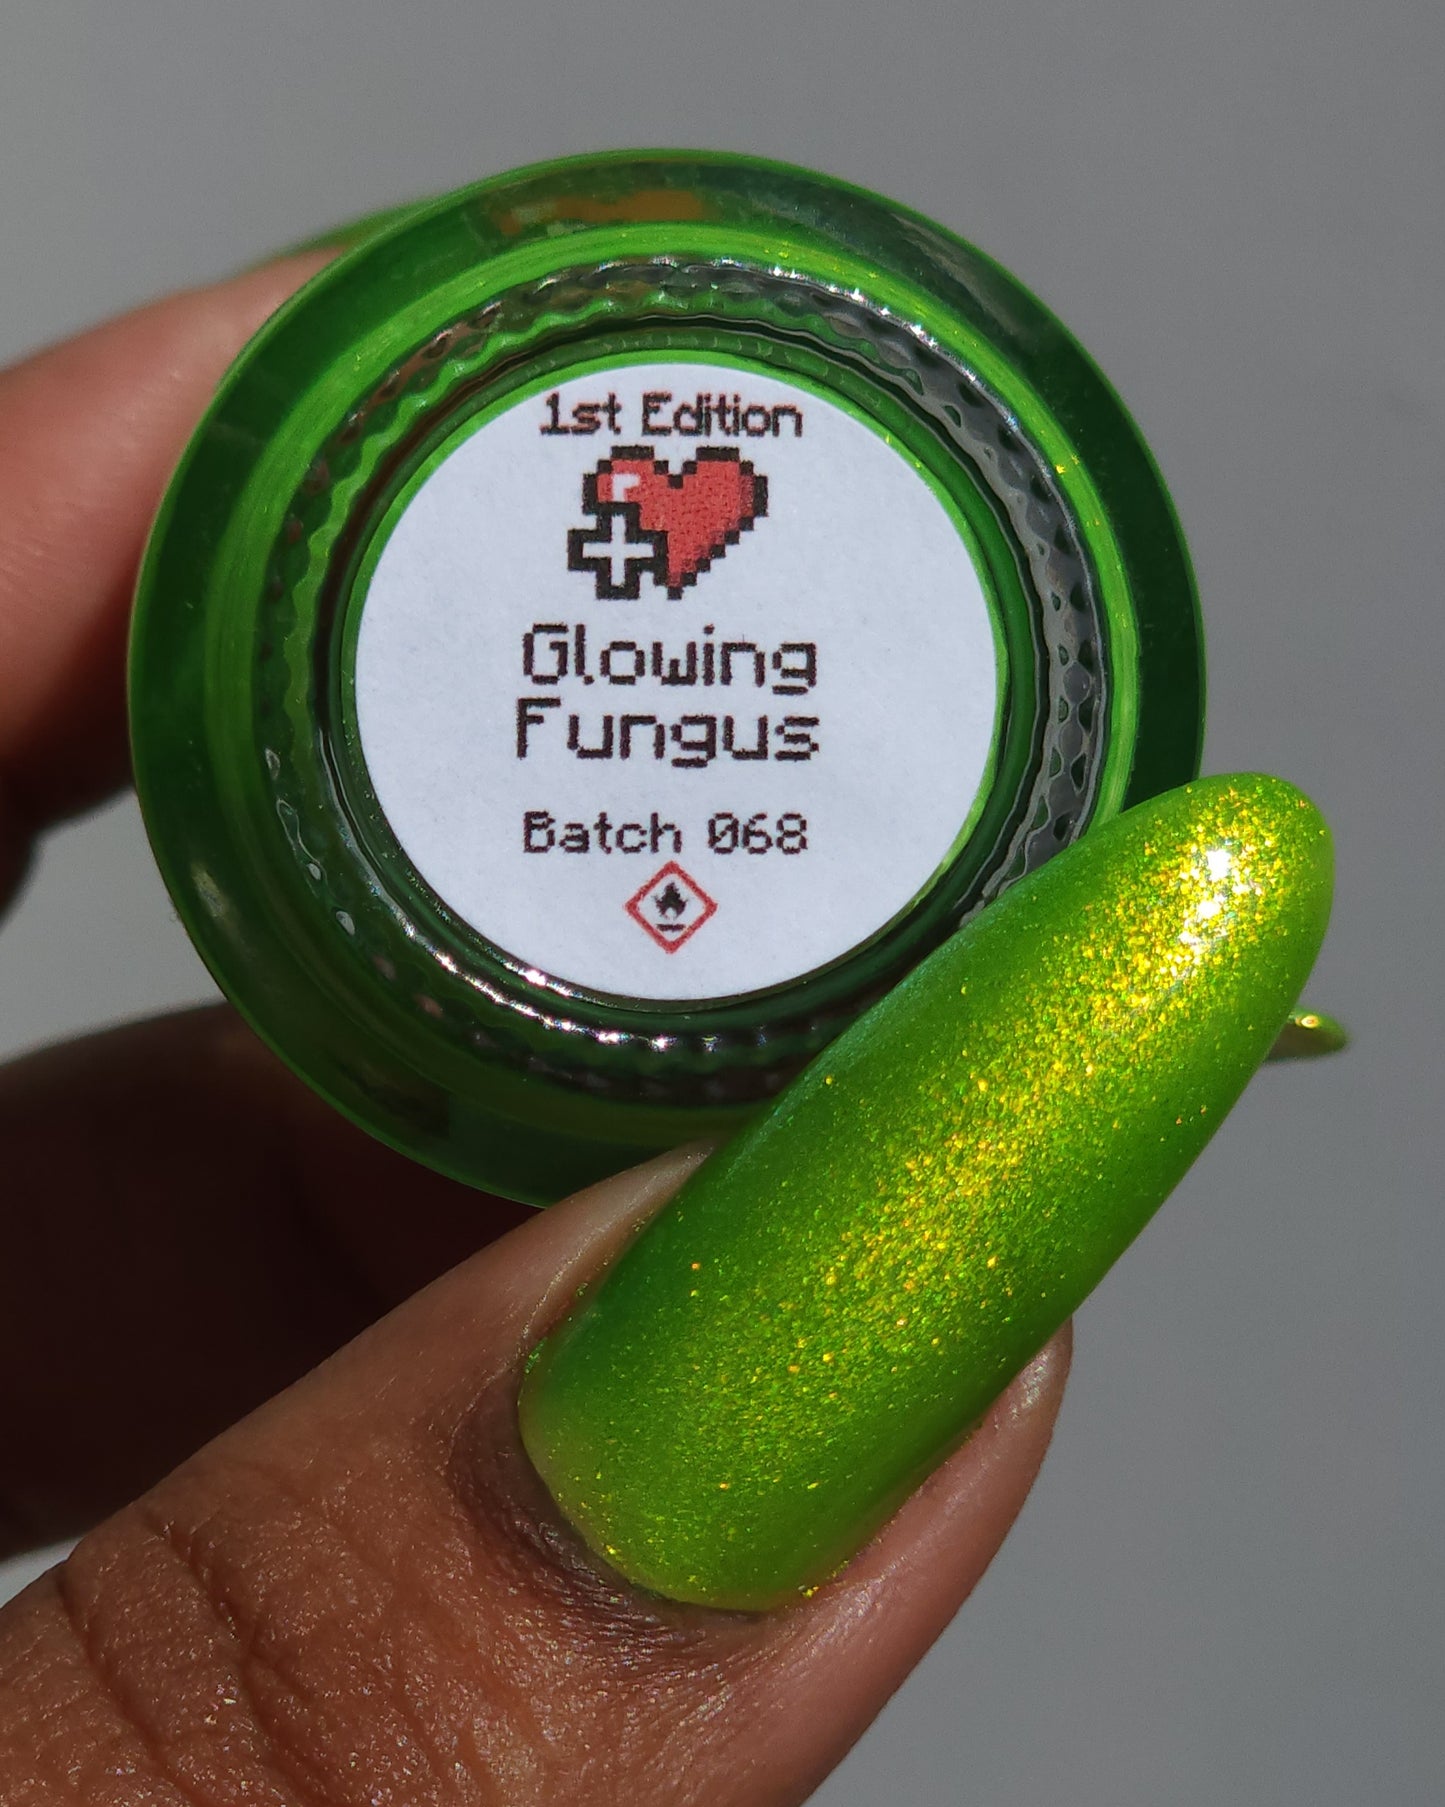 1st Edition
Glowing
Fungus
Batch 068